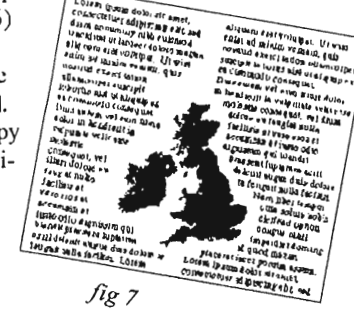 6)
e
py
i-
Lorem ipsum dolor sit amet,
consectetuer adipiscing elit, sed
diam nonummy nibh euismod
tincidunt ut laoreet dolore magna
aliquam erat volutpat. Ut wisi
enim ad minim veniam, quis
nostrud exerci tation
ullamcorper suscipit
lobortis nisl ut aliquip ex
ea commodo consequat.
Duis autem vel eum iriure
dolor in hendrerit in
vulputate velit esse
molestie
consequat, vel
illum dolore eu
feugiat nulla
facilisis at
vero eros et
accumsan et
iusto odio dignissim qui
blandit praesent luptatum
zzril delenit augue duis dolore te
feugait nulla facilisi. Lorem
aliquam erat volutpat. Ut wisi
enim ad minim veniam, quis
nostrud exerci tation ullamcorper
suscipit lobortis nisl ut aliquip ex
ea commodo consequat.
Duis autem vel eum iriure dolor
in hendrerit in vulputate velit esse
molestie consequat, vel illum
dolore eu feugiat nulla
facilisis at vero eros et
accumsan et iusto odio
dignissim qui blandit
praesent luptatum zzril
delenit augue duis dolore
te feugait nulla facilisi.
Nam liber tempor
cum soluta nobis
eleifend option
congue nihil
imperdiet doming
id quod mazim
placerat facer possim assum.
Lorem ipsum dolor sit amet,
consectetuer adipiscing elit, sed
fig 7